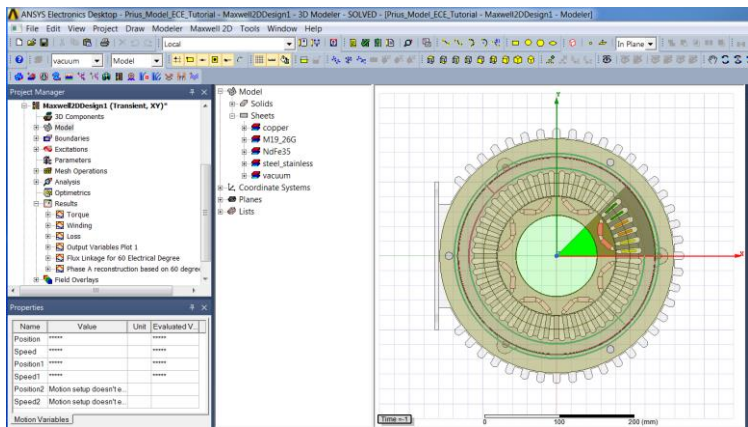 ANSYS Electronics Desktop - Prius_Model_ECE_Tutorial - Maxwell2DDesign1 - 3D Modeler - SOLVED - [Prius_Model_ECE_Tutorial - Maxwell2DDesign1 - Modeler]
File Edit View Project Draw Modeler Maxwell 2D Tools Window Help
Local
In Plane
vacuum
Model
Project Manager
Maxwell2DDesign1 (Transient, XY)*
3D Components
Model
Boundaries
Excitations
Parameters
Mesh Operations
Analysis
Optimetrics
Results
Torque
Winding
Loss
Output Variables Plot 1
Flux Linkage for 60 Electrical Degree
Phase A reconstruction based on 60 degre
Field Overlays
Model
Solids
Sheets
copper
M19_26G
NdFe35
steel_stainless
vacuum
Coordinate Systems
Planes
Lists
Properties
Name Value Unit Evaluated V...
Position ***** *****
Speed ***** *****
Position1 ***** *****
Speed1 ***** *****
Position2 Motion setup doesn't e...
Speed2 Motion setup doesn't e...
Motion Variables
Time =-1
0 100 200 (mm)